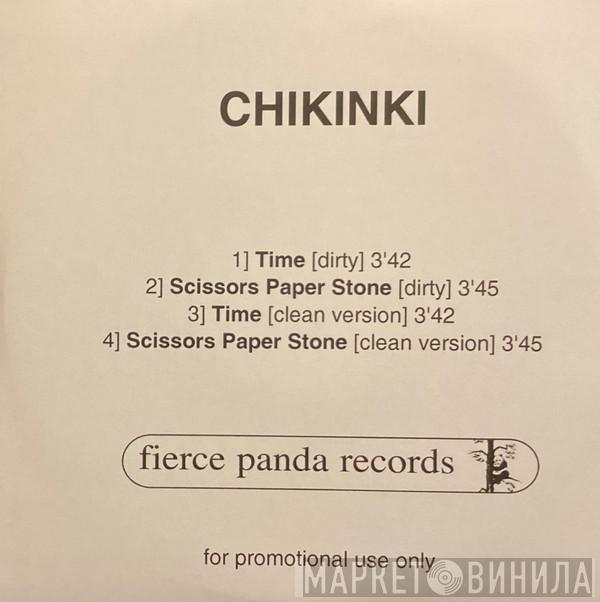 CHIKINKI
1] Time [dirty] 3'42
2] Scissors Paper Stone [dirty] 3'45
3] Time [clean version] 3'42
4] Scissors Paper Stone [clean version] 3'45
fierce panda records
for promotional use only
МАРКЕТ ВИНИЛА